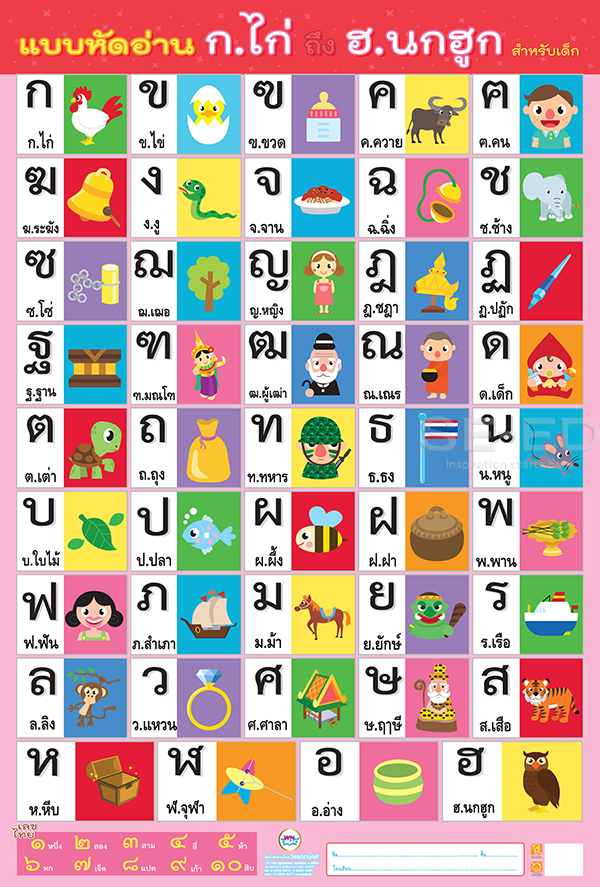 แบบหัดอ่าน ก.ไก่ ถึง ฮ.นกฮูก สำหรับเด็ก
ก ข ฃ ค ฅ
ก.ไก่ ข.ไข่ ฃ.ขวด ค.ควาย ฅ.คน
ฆ ง จ ฉ ช
ฆ.ระฆัง ง.งู จ.จาน ฉ.ฉิ่ง ช.ช้าง
ซ ฌ ญ ฎ ฏ
ซ.โซ่ ฌ.เฌอ ญ.หญิง ฎ.ชฎา ฏ.ปฏัก
ฐ ฑ ฒ ณ ด
ฐ.ฐาน ฑ.มณโฑ ฒ.ผู้เฒ่า ณ.เณร ด.เด็ก
ต ถ ท ธ น
ต.เต่า ถ.ถุง ท.ทหาร ธ.ธง น.หนู
SE-ED
บ ป ผ ฝ พ
บ.ใบไม้ ป.ปลา ผ.ผึ้ง ฝ.ฝา พ.พาน
ฟ ภ ม ย ร
ฟ.ฟัน ภ.สำเภา ม.ม้า ย.ยักษ์ ร.เรือ
ล ว ศ ษ ส
ล.ลิง ว.แหวน ศ.ศาลา ษ.ฤๅษี ส.เสือ
ห ฬ อ ฮ
ห.หีบ ฬ.จุฬา อ.อ่าง ฮ.นกฮูก
เลขไทย
๑ หนึ่ง ๒ สอง ๓ สาม ๔ สี่ ๕ ห้า
๖ หก ๗ เจ็ด ๘ แปด ๙ เก้า ๑๐ สิบ
ชื่อ ชั้น
โรงเรียน